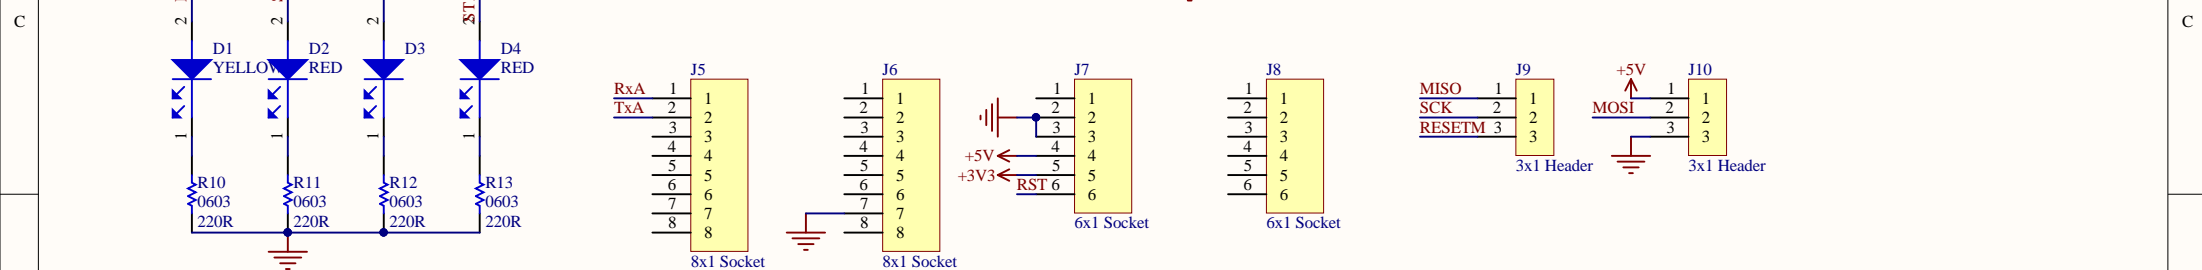 C
C
2
2
2
2
ST
D1
YELLOW
D2
RED
D3
D4
RED
1
1
1
1
R10
0603
220R
R11
0603
220R
R12
0603
220R
R13
0603
220R
J5
RxA 1 1
TxA 2 2
3 3
4 4
5 5
6 6
7 7
8 8
8x1 Socket
J6
1 1
2 2
3 3
4 4
5 5
6 6
7 7
8 8
8x1 Socket
J7
1 1
2 2
3 3
+5V 4 4
+3V3 5 5
RST 6 6
6x1 Socket
J8
1 1
2 2
3 3
4 4
5 5
6 6
6x1 Socket
J9
MISO 1 1
SCK 2 2
RESETM 3 3
3x1 Header
J10
+5V 1 1
MOSI 2 2
3 3
3x1 Header